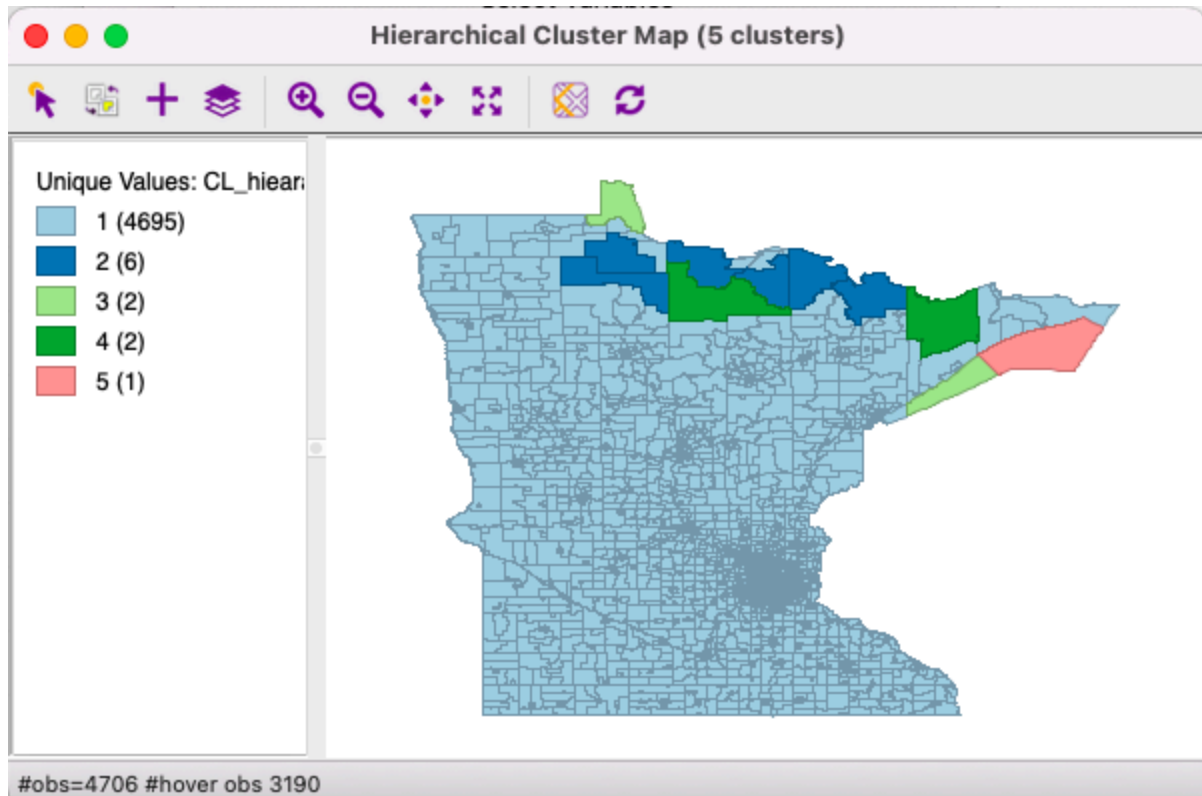 Hierarchical Cluster Map (5 clusters)
Unique Values: CL_hiera
1 (4695)
2 (6)
3 (2)
4 (2)
5 (1)
#obs=4706 #hover obs 3190